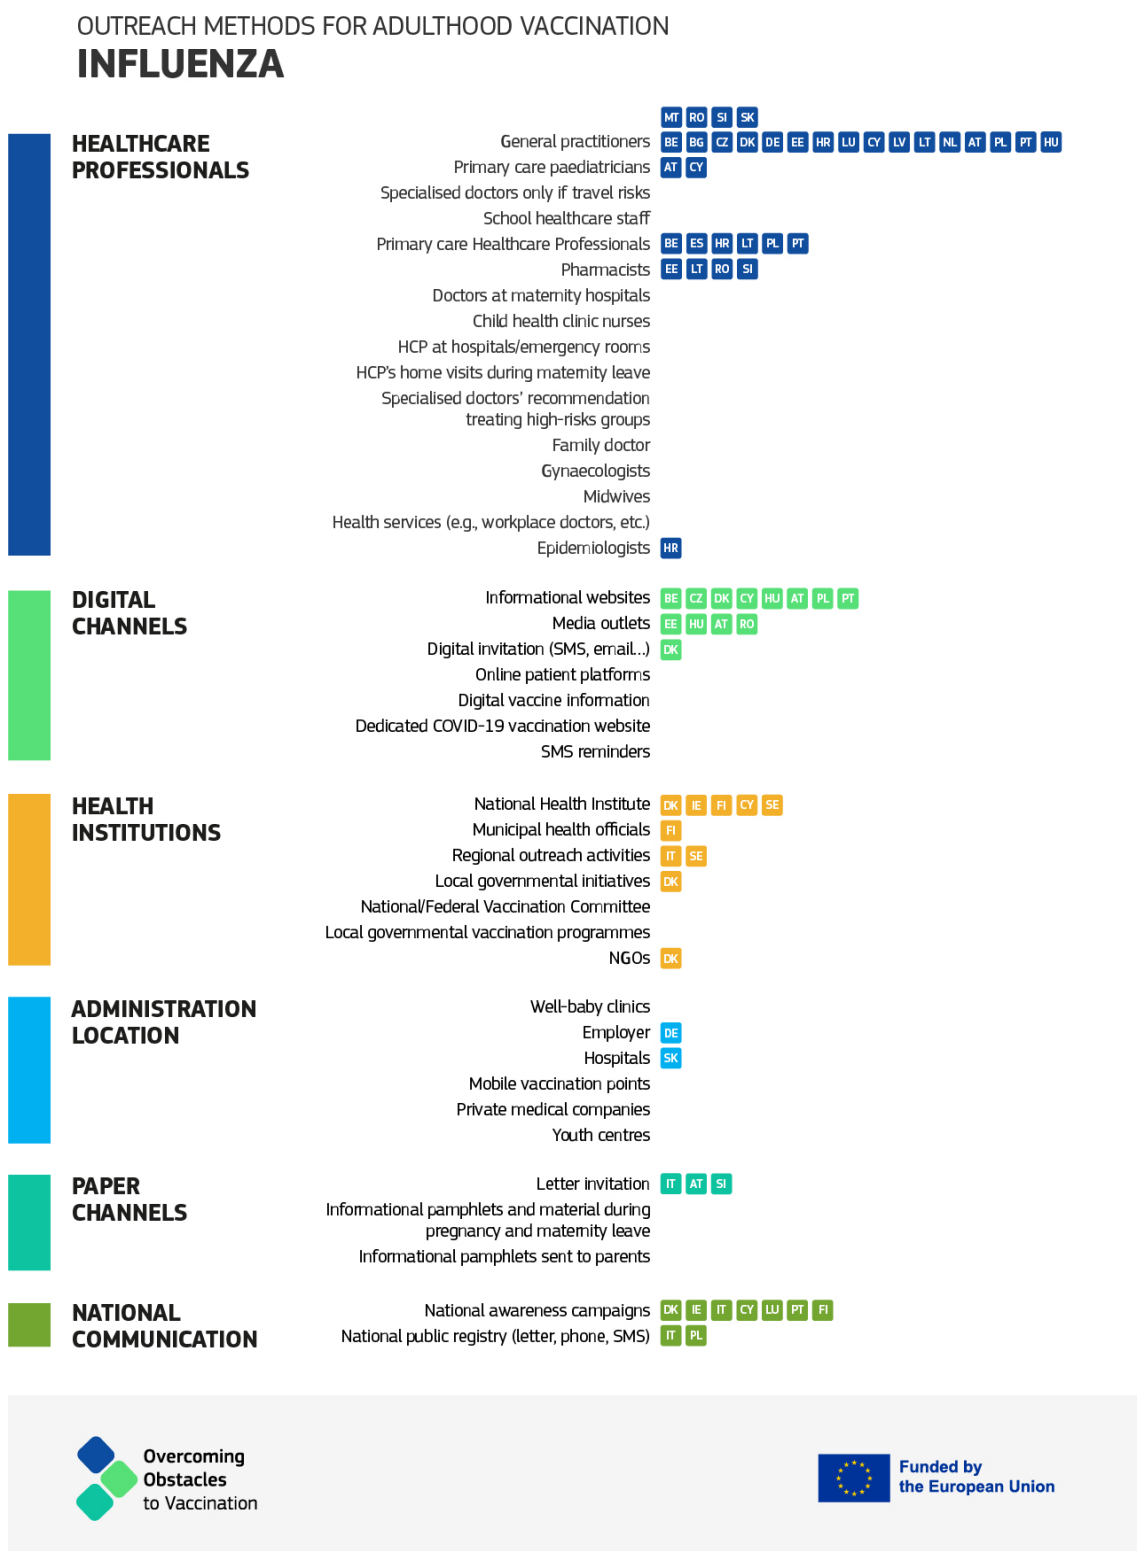 OUTREACH METHODS FOR ADULTHOOD VACCINATION
INFLUENZA
HEALTHCARE
PROFESSIONALS
MT RO SI SK
General practitioners BE BG CZ DK DE EE HR LU CY LV LT NL AT PL PT HU
Primary care paediatricians AT CY
Specialised doctors only if travel risks
School healthcare staff
Primary care Healthcare Professionals BE ES HR LT PL PT
Pharmacists EE LT RO SI
Doctors at maternity hospitals
Child health clinic nurses
HCP at hospitals/emergency rooms
HCP's home visits during maternity leave
Specialised doctors' recommendation
treating high-risks groups
Family doctor
Gynaecologists
Midwives
Health services (e.g., workplace doctors, etc.)
Epidemiologists HR
DIGITAL
CHANNELS
Informational websites BE CZ DK CY HU AT PL PT
Media outlets EE HU AT RO
Digital invitation (SMS, email...) DK
Online patient platforms
Digital vaccine information
Dedicated COVID-19 vaccination website
SMS reminders
HEALTH
INSTITUTIONS
National Health Institute DK IE FI CY SE
Municipal health officials FI
Regional outreach activities IT SE
Local governmental initiatives DK
National/Federal Vaccination Committee
Local governmental vaccination programmes
NGOs DK
ADMINISTRATION
LOCATION
Well-baby clinics
Employer DE
Hospitals SK
Mobile vaccination points
Private medical companies
Youth centres
PAPER
CHANNELS
Letter invitation IT AT SI
Informational pamphlets and material during
pregnancy and maternity leave
Informational pamphlets sent to parents
NATIONAL
COMMUNICATION
National awareness campaigns DK IE IT CY LU PT FI
National public registry (letter, phone, SMS) IT PL
Overcoming
Obstacles
to Vaccination
Funded by
the European Union